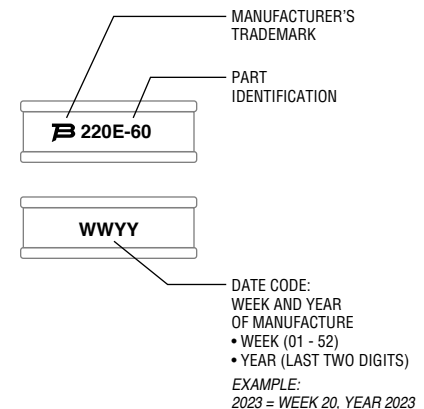 MANUFACTURER'S
TRADEMARK
PART
IDENTIFICATION
220E-60
WWYY
DATE CODE:
WEEK AND YEAR
OF MANUFACTURE
• WEEK (01 - 52)
• YEAR (LAST TWO DIGITS)
EXAMPLE:
2023 = WEEK 20, YEAR 2023